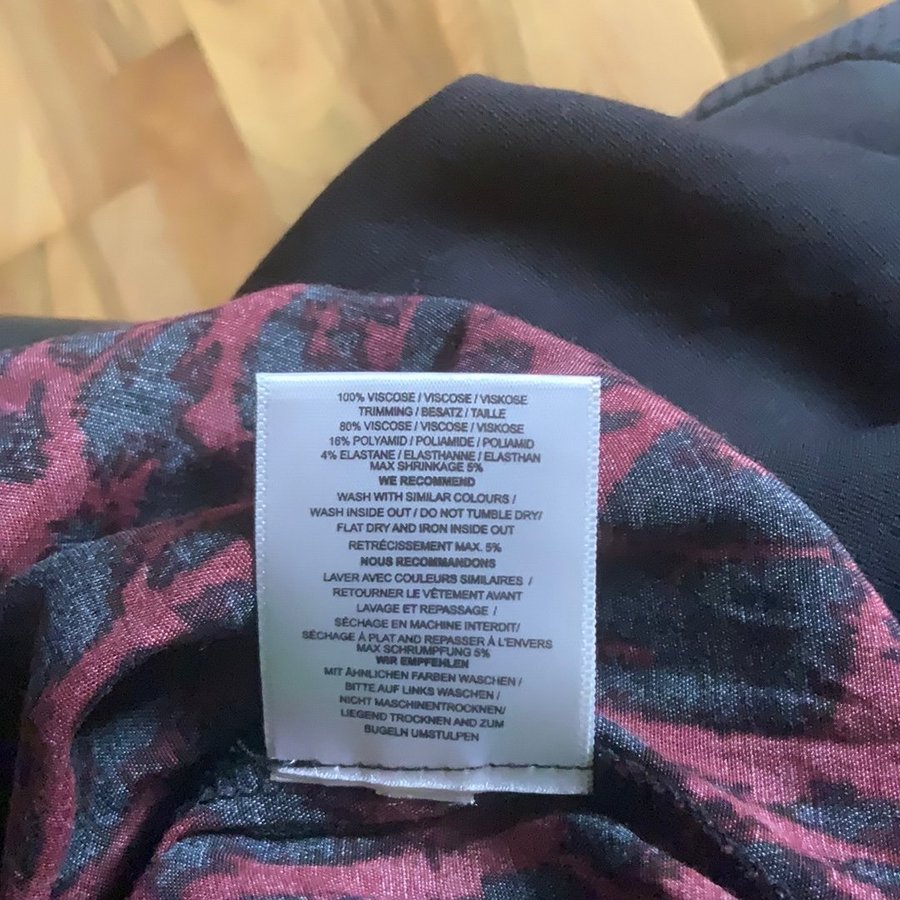 100% VISCOSE / VISCOSE / VISKOSE
TRIMMING / BESATZ / TAILLE
80% VISCOSE / VISCOSE / VISKOSE
16% POLYAMID / POLIAMIDE / POLIAMID
4% ELASTANE / ELASTHANNE / ELASTHAN
MAX SHRINKAGE 5%
WE RECOMMEND
WASH WITH SIMILAR COLOURS /
WASH INSIDE OUT / DO NOT TUMBLE DRY/
FLAT DRY AND IRON INSIDE OUT
RETRÉCISSEMENT MAX. 5%
NOUS RECOMMANDONS
LAVER AVEC COULEURS SIMILAIRES /
RETOURNER LE VÊTEMENT AVANT
LAVAGE ET REPASSAGE /
SÉCHAGE EN MACHINE INTERDIT/
SÉCHAGE À PLAT AND REPASSER À L'ENVERS
MAX SCHRUMPFUNG 5%
WIR EMPFEHLEN
MIT ÄHNLICHEN FARBEN WASCHEN /
BITTE AUF LINKS WASCHEN /
NICHT MASCHINENTROCKNEN/
LIEGEND TROCKNEN AND ZUM
BUGELN UMSTULPEN